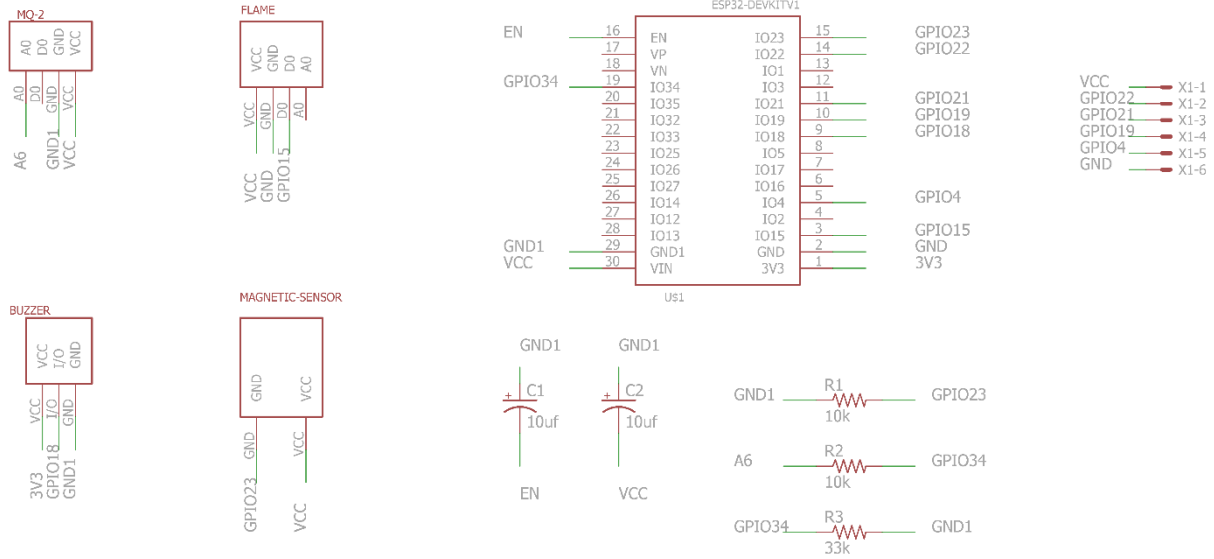 MQ-2
A0
D0
GND
VCC
A0
D0
GND
VCC
A6
GND1
VCC
FLAME
VCC
GND
D0
A0
VCC
GND
D0
A0
VCC
GND
GPIO15
ESP32-DEVKITV1
EN 16 EN IO23 15 GPIO23
17 VP IO22 14 GPIO22
18 VN IO1 13
GPIO34 19 IO34 IO3 12
20 IO35 IO21 11 GPIO21
21 IO32 IO19 10 GPIO19
22 IO33 IO18 9 GPIO18
23 IO25 IO5 8
24 IO26 IO17 7
25 IO27 IO16 6
26 IO14 IO4 5 GPIO4
27 IO12 IO2 4
28 IO13 IO15 3 GPIO15
GND1 29 GND1 GND 2 GND
VCC 30 VIN 3V3 1 3V3
U$1
VCC X1-1
GPIO22 X1-2
GPIO21 X1-3
GPIO19 X1-4
GPIO4 X1-5
GND X1-6
BUZZER
VCC
I/O
GND
VCC
I/O
GND
3V3
GPIO18
GND1
MAGNETIC-SENSOR
GND
VCC
GND
VCC
GPIO23
VCC
GND1
+ C1
10uf
EN
GND1
+ C2
10uf
VCC
GND1 R1 GPIO23
10k
A6 R2 GPIO34
10k
GPIO34 R3 GND1
33k